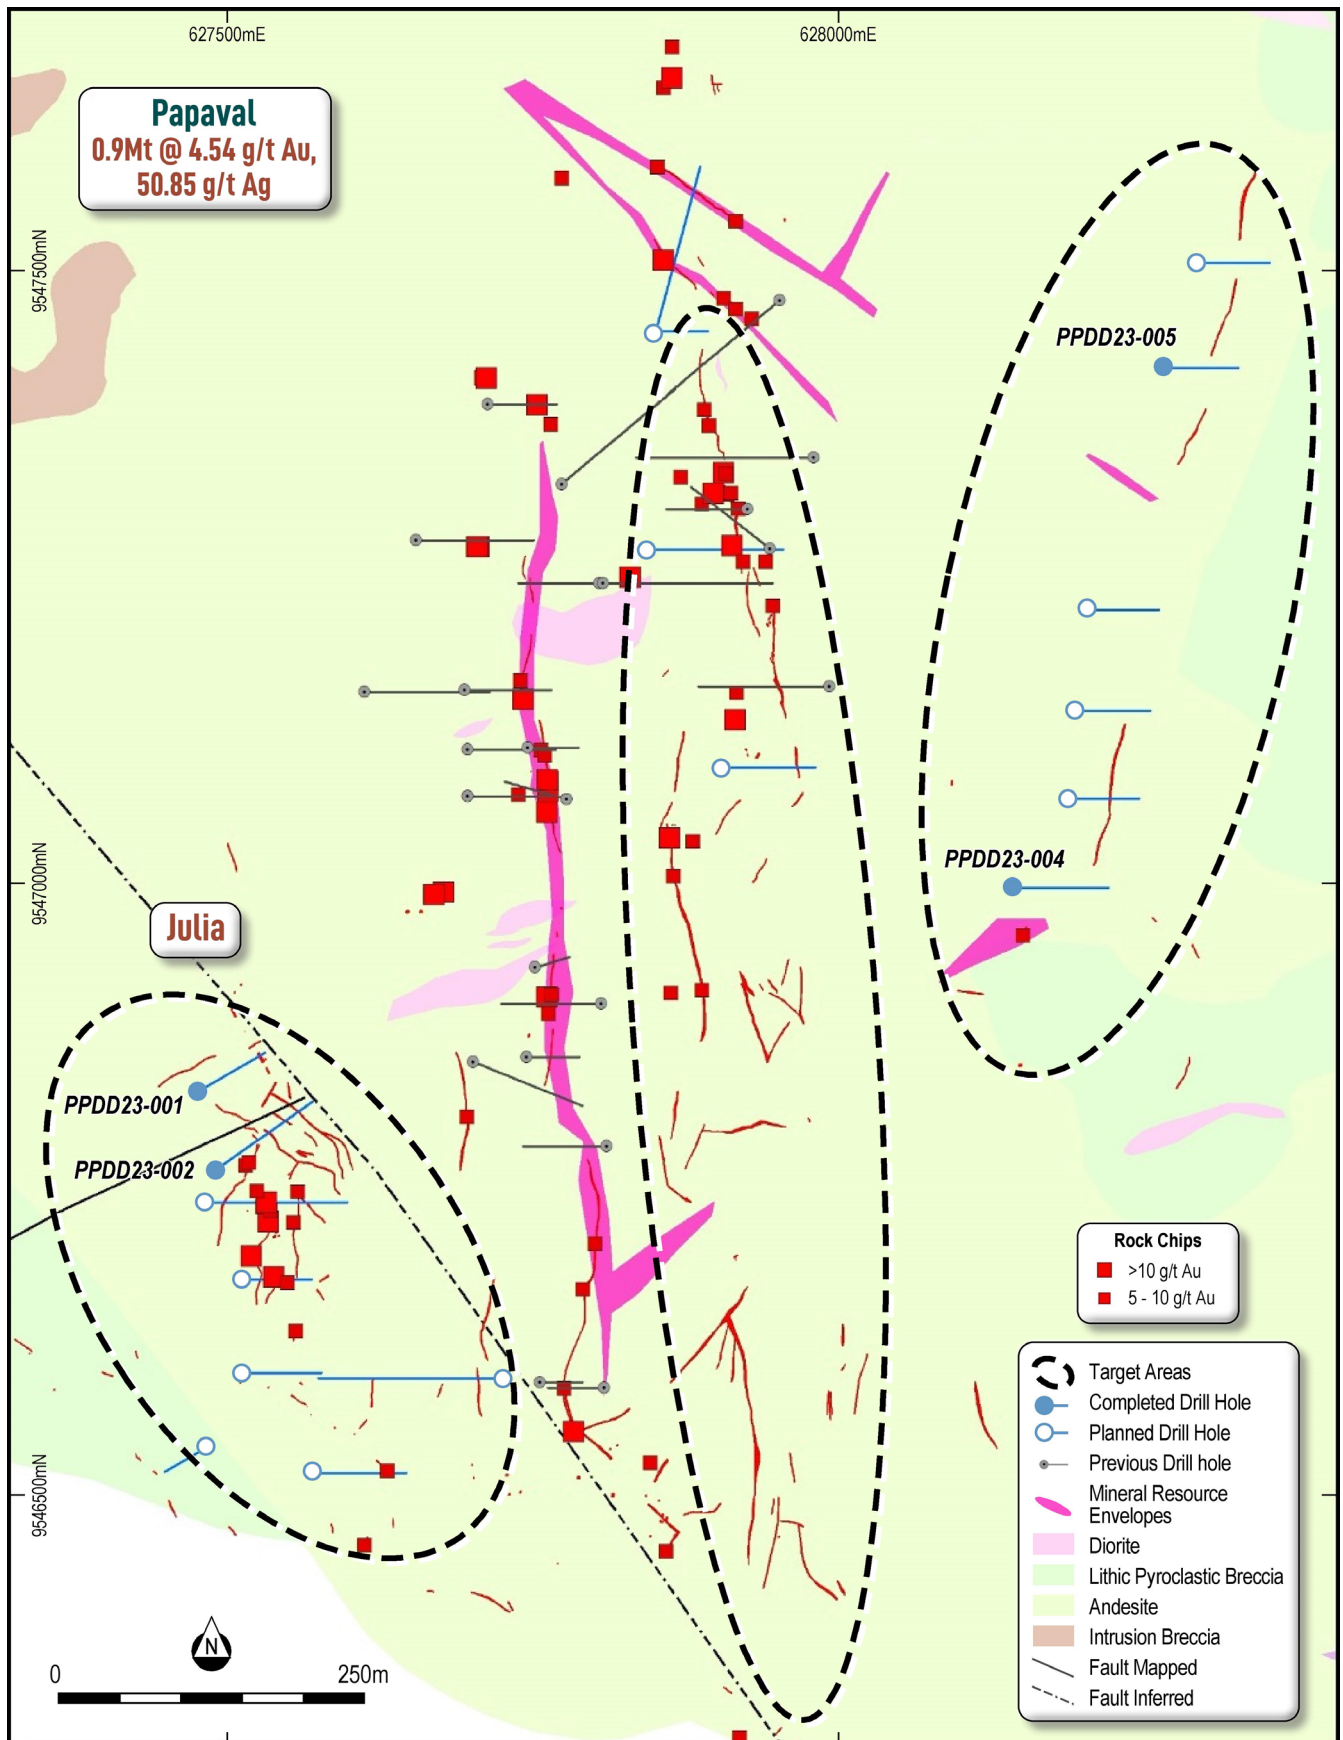 627500mE
628000mE
Papaval
0.9Mt @ 4.54 g/t Au,
50.85 g/t Ag
9547500mN
PPDD23-005
9547000mN
PPDD23-004
Julia
PPDD23-001
PPDD23-002
9546500mN
Rock Chips
>10 g/t Au
5 - 10 g/t Au
Target Areas
Completed Drill Hole
Planned Drill Hole
Previous Drill hole
Mineral Resource
Envelopes
Diorite
Lithic Pyroclastic Breccia
Andesite
Intrusion Breccia
Fault Mapped
Fault Inferred
N
0
250m